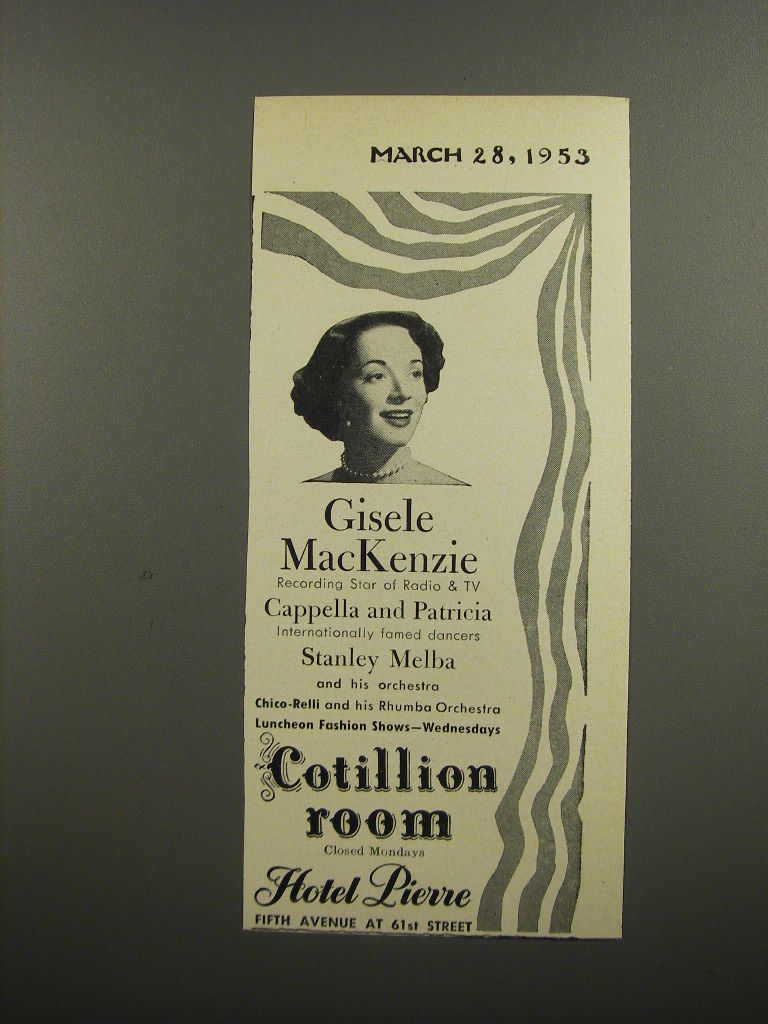 MARCH 28, 1953
Gisele
MacKenzie
Recording Star of Radio & TV
Cappella and Patricia
Internationally famed dancers
Stanley Melba
and his orchestra
Chico-Relli and his Rhumba Orchestra
Luncheon Fashion Shows—Wednesdays
Cotillion
room
Closed Mondays
Hotel Pierre
FIFTH AVENUE AT 61st STREET